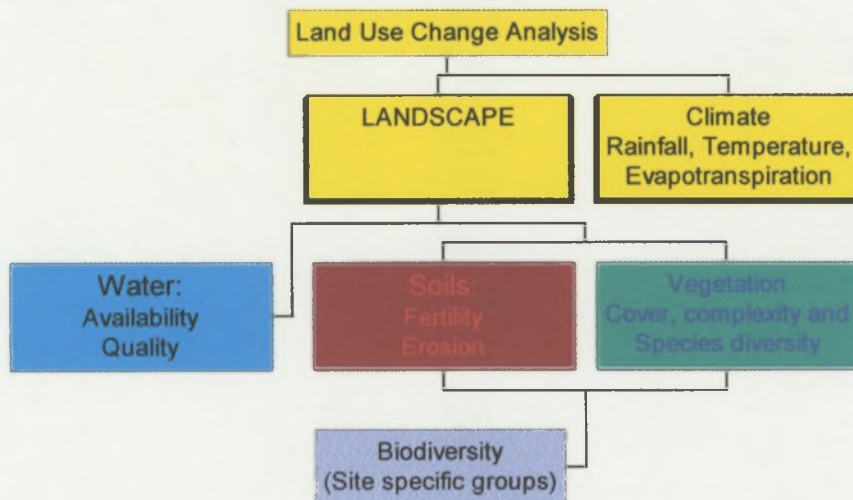 Land Use Change Analysis
LANDSCAPE
Climate
Rainfall, Temperature,
Evapotranspiration
Water:
Availability
Quality
Soils:
Fertility
Erosion
Vegetation
Cover, complexity and
Species diversity
Biodiversity
(Site specific groups)